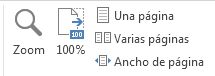 Una página
Varias páginas
Zoom 100% Ancho de página